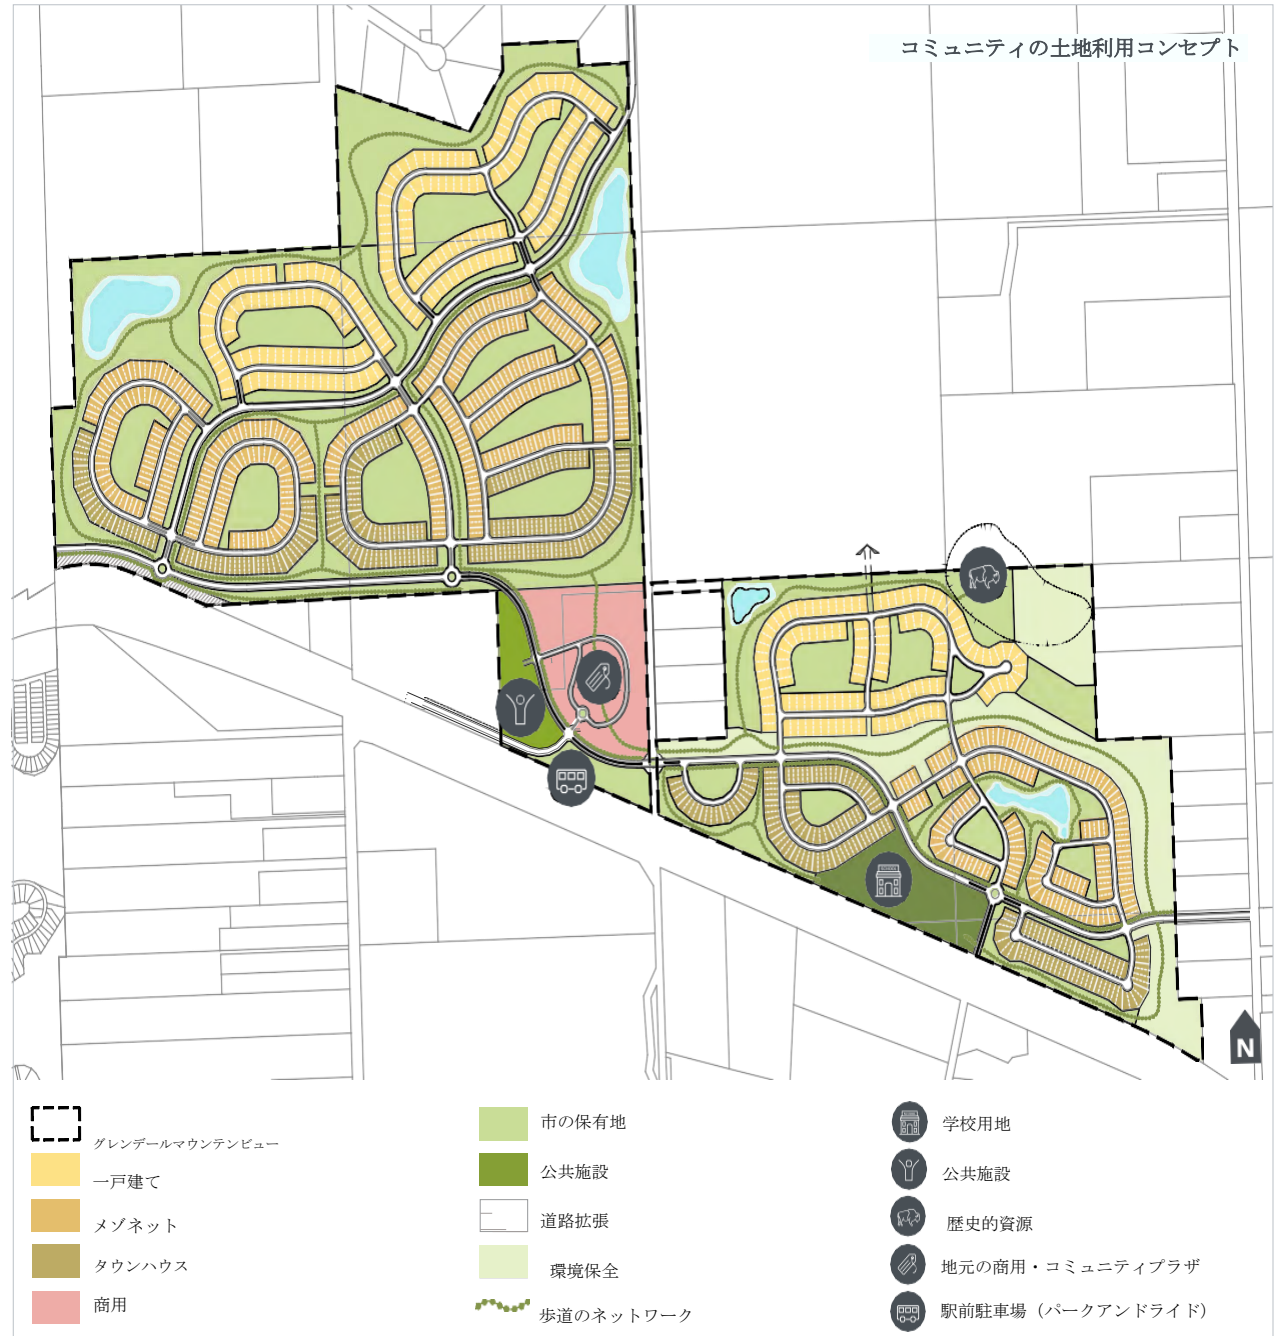 コミュニティの土地利用コンセプト
N
グレンデールマウンテンビュー
一戸建て
メゾネット
タウンハウス
商用
市の保有地
公共施設
道路拡張
環境保全
歩道のネットワーク
学校用地
公共施設
歴史的資源
地元の商用・コミュニティプラザ
駅前駐車場（パークアンドライド）